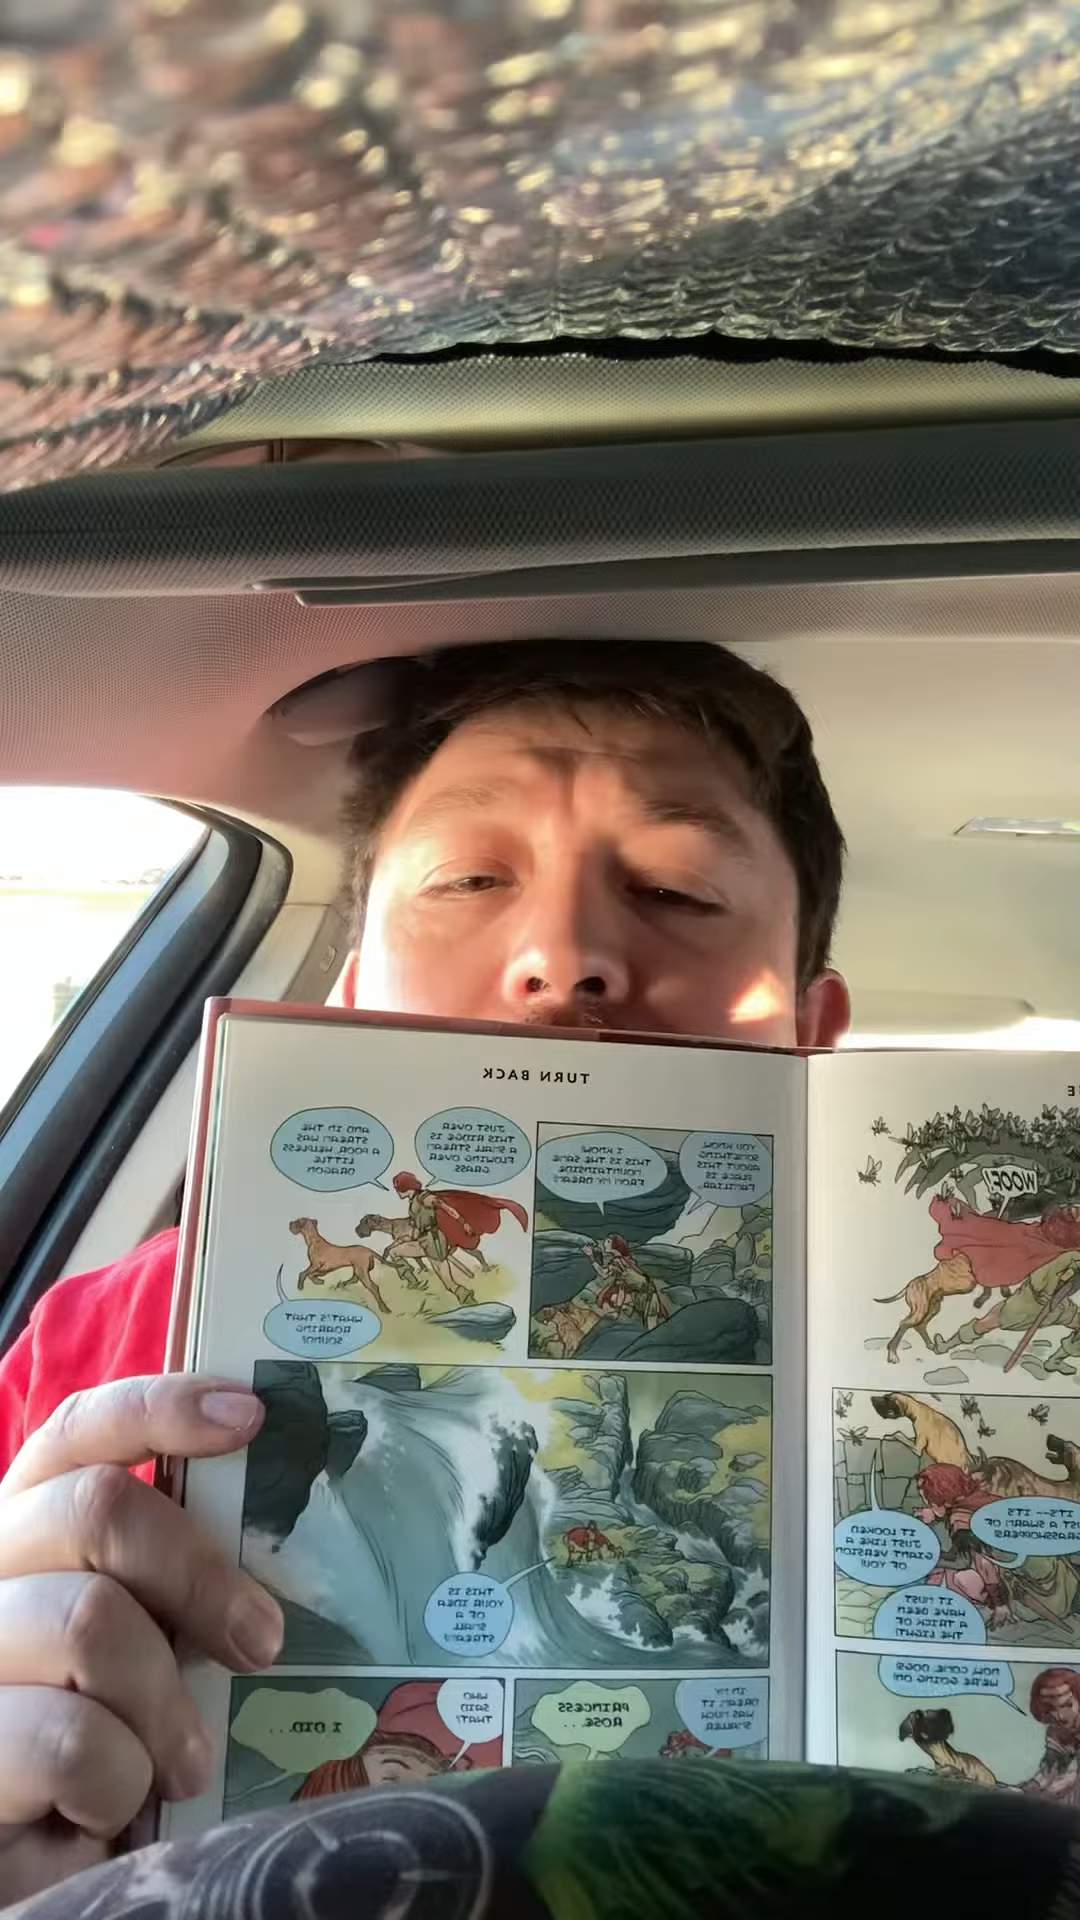 WOOF!
IT'S-- IT'S
JUST A SWARM OF
GRASSHOPPERS!
IT LOOKED
JUST LIKE A
GIANT VERSION
OF YOU!
IT MUST
HAVE BEEN
A TRICK OF
THE LIGHT!
NOW, COME, DOGS!
WE'RE GOING ON!
TURN BACK
YOU KNOW,
SOMETHING
ABOUT THIS
PLACE IS
FAMILIAR...
I KNOW
THIS IS THE SAME
MOUNTAINSIDE
FROM MY DREAM!
JUST OVER
THIS RIDGE IS
A SMALL STREAM
FLOWING OVER
GRASS
AND IN THE
STREAM WAS
A POOR, HELPLESS
LITTLE
DRAGON
WHAT'S THAT
ROARING
SOUND?
THIS IS
YOUR IDEA
OF A
SMALL
STREAM?
IN MY
DREAM IT
WAS MUCH
SMALLER
PRINCESS
ROSE...
WHO
SAID
THAT?
I DID...